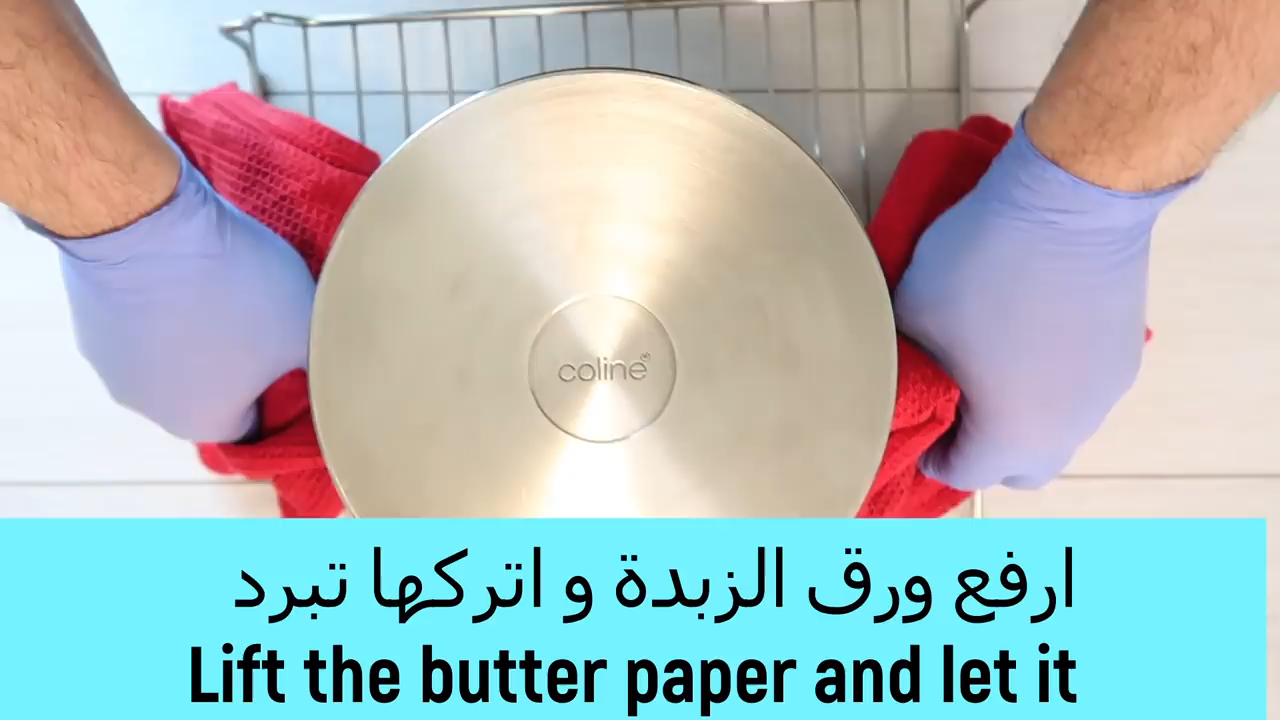 coline
ارفع ورق الزبدة و اتركها تبرد
Lift the butter paper and let it